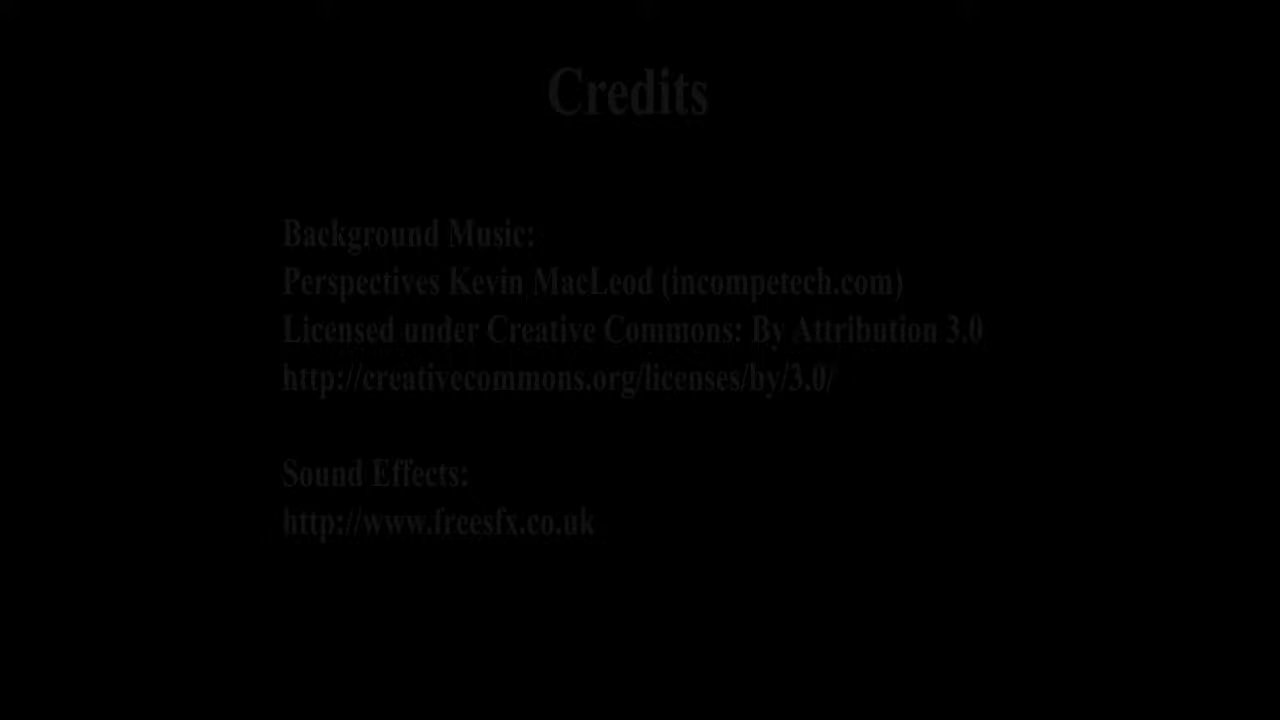 Credits
Background Music:
Perspectives Kevin MacLeod (incompetech.com)
Licensed under Creative Commons: By Attribution 3.0
http://creativecommons.org/licenses/by/3.0/
Sound Effects:
http://www.freesfx.co.uk